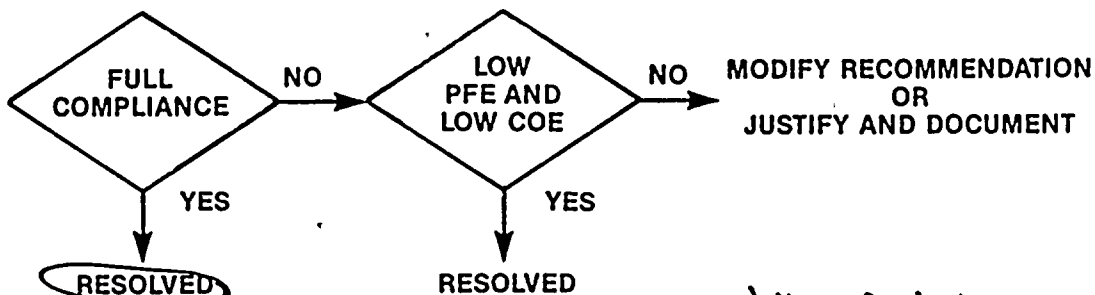 FULL
COMPLIANCE
NO
LOW
PFE AND
LOW COE
NO
MODIFY RECOMMENDATION
OR
JUSTIFY AND DOCUMENT
YES
YES
RESOLVED
RESOLVED